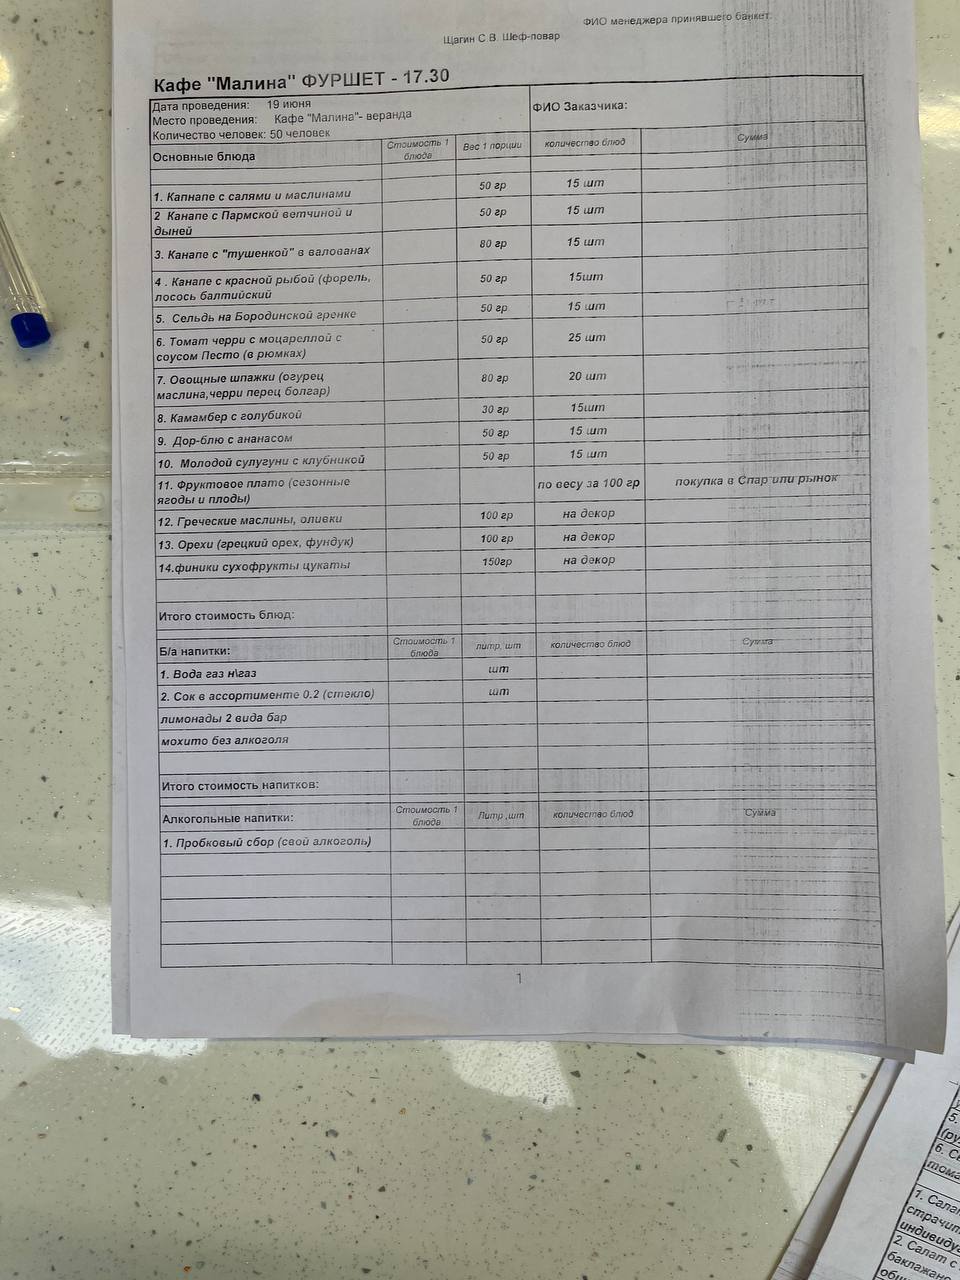 ФИО менеджера принявшего банкет:
Щагин С В. Шеф-повар
Кафе "Малина" ФУРШЕТ - 17.30
Дата проведения: 19 июня
Место проведения: Кафе "Малина"- веранда
Количество человек: 50 человек
ФИО Заказчика:
Основные блюда Стоимость 1 блюда Вес 1 порции количество блюд Сумма
1. Капнапе с салями и маслинами 50 гр 15 шт
2 Канапе с Пармской ветчиной и
дыней 50 гр 15 шт
3. Канапе с "тушенкой" в валованах 80 гр 15 шт
4 . Канапе с красной рыбой (форель,
лосось балтийский 50 гр 15шт
5. Сельдь на Бородинской гренке 50 гр 15 шт
6. Томат черри с моцареллой с
соусом Песто (в рюмках) 50 гр 25 шт
7. Овощные шпажки (огурец
маслина,черри перец болгар) 80 гр 20 шт
8. Камамбер с голубикой 30 гр 15шт
9. Дор-блю с ананасом 50 гр 15 шт
10. Молодой сулугуни с клубникой 50 гр 15 шт
11. Фруктовое плато (сезонные
ягоды и плоды) по весу за 100 гр покупка в Спар или рынок
12. Греческие маслины, оливки 100 гр на декор
13. Орехи (грецкий орех, фундук) 100 гр на декор
14.финики сухофрукты цукаты 150гр на декор
Итого стоимость блюд:
Б/а напитки: Стоимость 1 блюда литр, шт количество блюд Сумма
1. Вода газ н\газ шт
2. Сок в ассортименте 0.2 (стекло) шт
лимонады 2 вида бар
мохито без алкоголя
Итого стоимость напитков:
Алкогольные напитки: Стоимость 1 блюда Литр ,шт количество блюд Сумма
1. Пробковый сбор (свой алкоголь)
1
5.
(ру
6. С
тома
1. Сала
страчит
индивиду
2. Салат с
баклажан